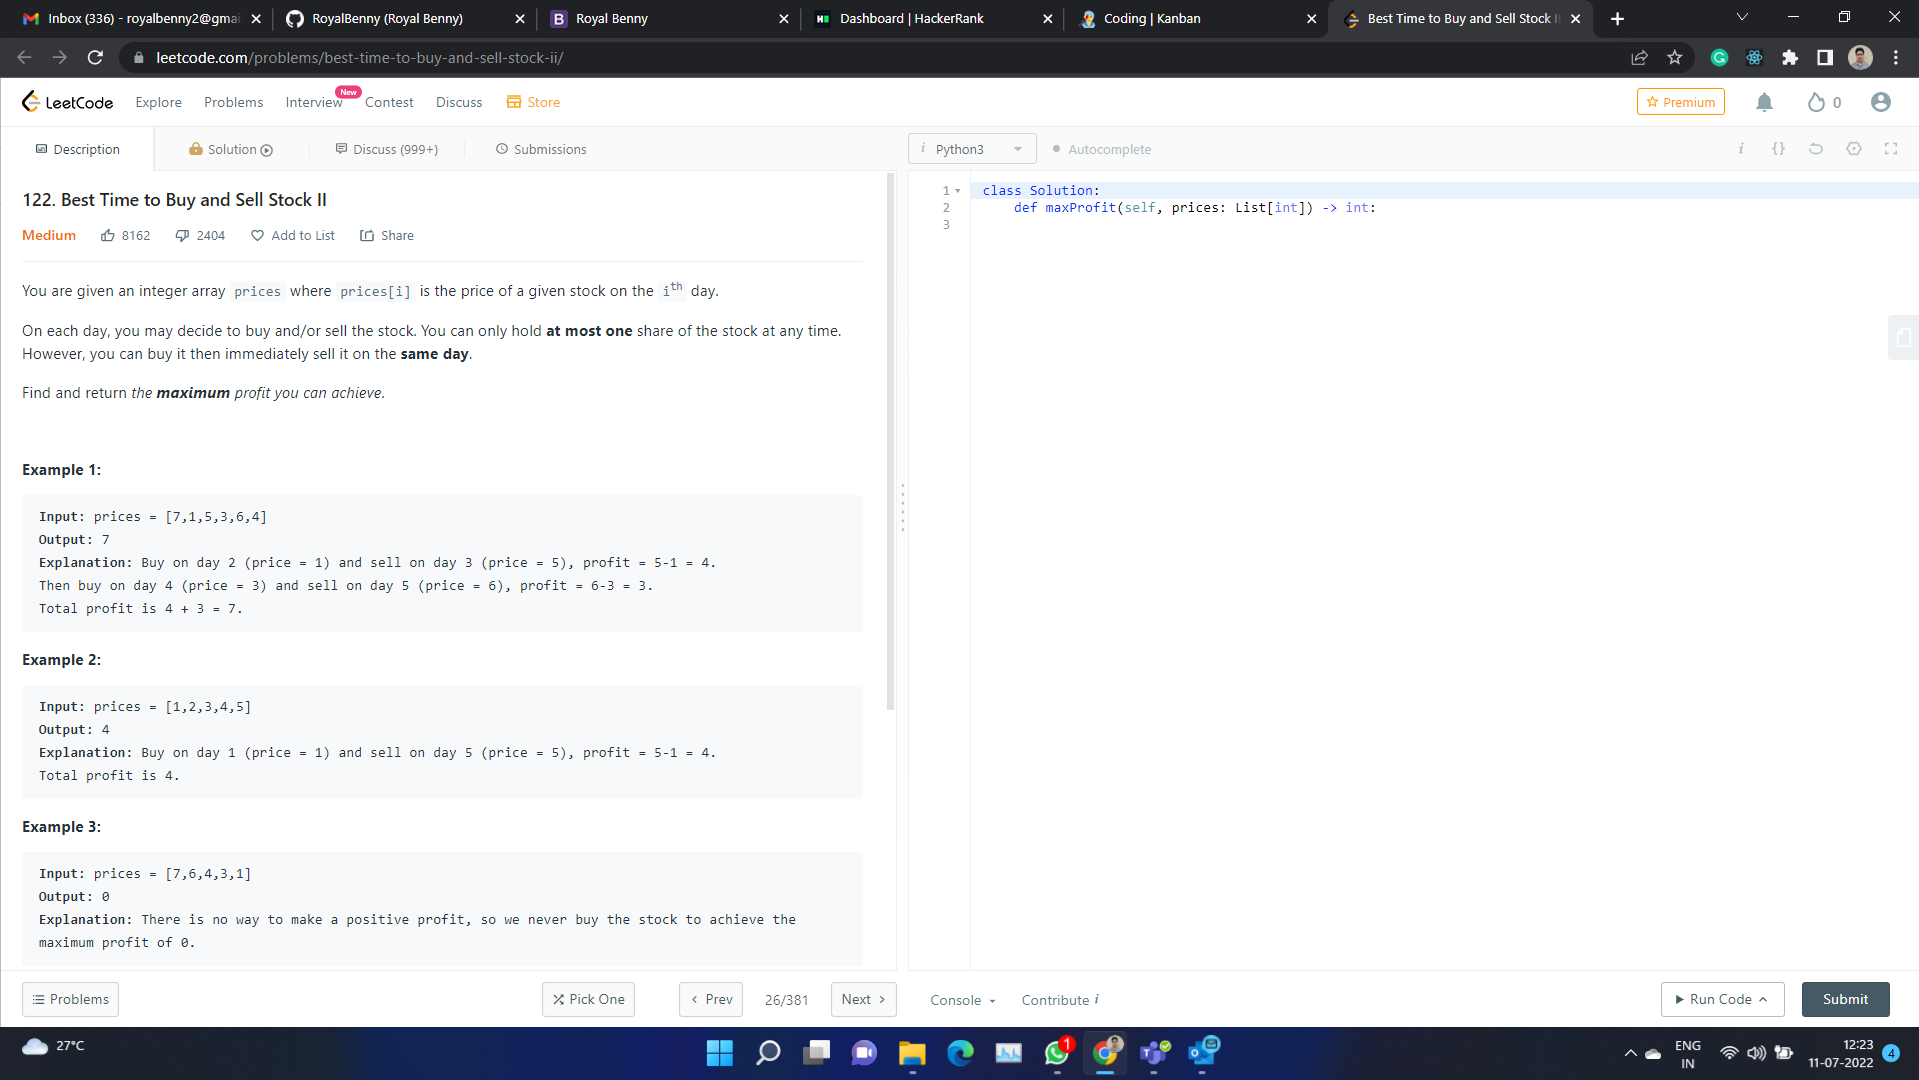 Inbox (336) - royalbenny2@gmai
RoyalBenny (Royal Benny)
B Royal Benny
Dashboard | HackerRank
Coding | Kanban
Best Time to Buy and Sell Stock I
leetcode.com/problems/best-time-to-buy-and-sell-stock-ii/
LeetCode Explore Problems Interview New Contest Discuss Store
Premium 0
Description Solution Discuss (999+) Submissions
i Python3 Autocomplete i {}
122. Best Time to Buy and Sell Stock II
Medium 8162 2404 Add to List Share
You are given an integer array prices where prices[i] is the price of a given stock on the ith day.
On each day, you may decide to buy and/or sell the stock. You can only hold at most one share of the stock at any time.
However, you can buy it then immediately sell it on the same day.
Find and return the maximum profit you can achieve.
Example 1:
Input: prices = [7,1,5,3,6,4]
Output: 7
Explanation: Buy on day 2 (price = 1) and sell on day 3 (price = 5), profit = 5-1 = 4.
Then buy on day 4 (price = 3) and sell on day 5 (price = 6), profit = 6-3 = 3.
Total profit is 4 + 3 = 7.
Example 2:
Input: prices = [1,2,3,4,5]
Output: 4
Explanation: Buy on day 1 (price = 1) and sell on day 5 (price = 5), profit = 5-1 = 4.
Total profit is 4.
Example 3:
Input: prices = [7,6,4,3,1]
Output: 0
Explanation: There is no way to make a positive profit, so we never buy the stock to achieve the
maximum profit of 0.
1 class Solution:
2 def maxProfit(self, prices: List[int]) -> int:
3
Problems Pick One Prev 26/381 Next
Console Contribute i Run Code Submit
27°C
1
ENG
IN
12:23
11-07-2022
4